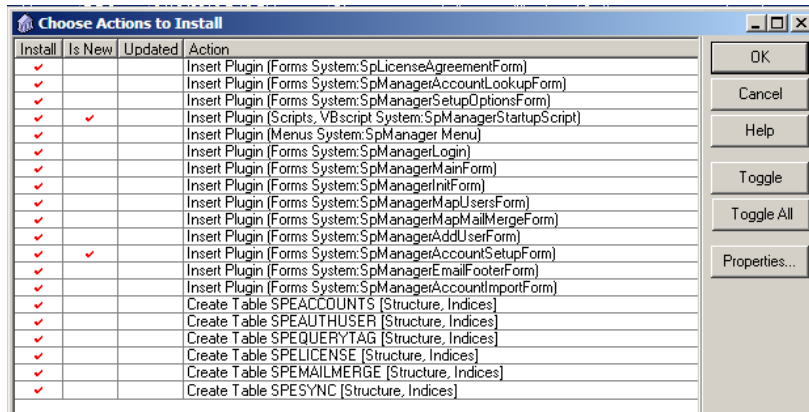 Choose Actions to Install
Install Is New Updated Action
Insert Plugin (Forms System:SpLicenseAgreementForm)
Insert Plugin (Forms System:SpManagerAccountLookupForm)
Insert Plugin (Forms System:SpManagerSetupOptionsForm)
Insert Plugin (Scripts, VBscript System:SpManagerStartupScript)
Insert Plugin (Menus System:SpManager Menu)
Insert Plugin (Forms System:SpManagerLogin)
Insert Plugin (Forms System:SpManagerMainForm)
Insert Plugin (Forms System:SpManagerInitForm)
Insert Plugin (Forms System:SpManagerMapUsersForm)
Insert Plugin (Forms System:SpManagerMapMailMergeForm)
Insert Plugin (Forms System:SpManagerAddUserForm)
Insert Plugin (Forms System:SpManagerAccountSetupForm)
Insert Plugin (Forms System:SpManagerEmailFooterForm)
Insert Plugin (Forms System:SpManagerAccountImportForm)
Create Table SPEACCOUNTS [Structure, Indices]
Create Table SPEAUTHUSER [Structure, Indices]
Create Table SPEQUERYTAG [Structure, Indices]
Create Table SPELICENSE [Structure, Indices]
Create Table SPEMAILMERGE [Structure, Indices]
Create Table SPESYNC [Structure, Indices]
OK
Cancel
Help
Toggle
Toggle All
Properties...